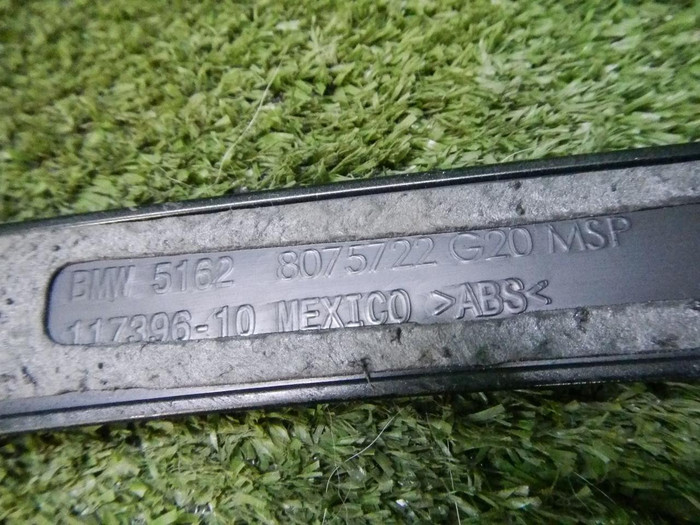 BMW 5162 8075722 G20 MSP
117396-10 MEXICO >ABS<